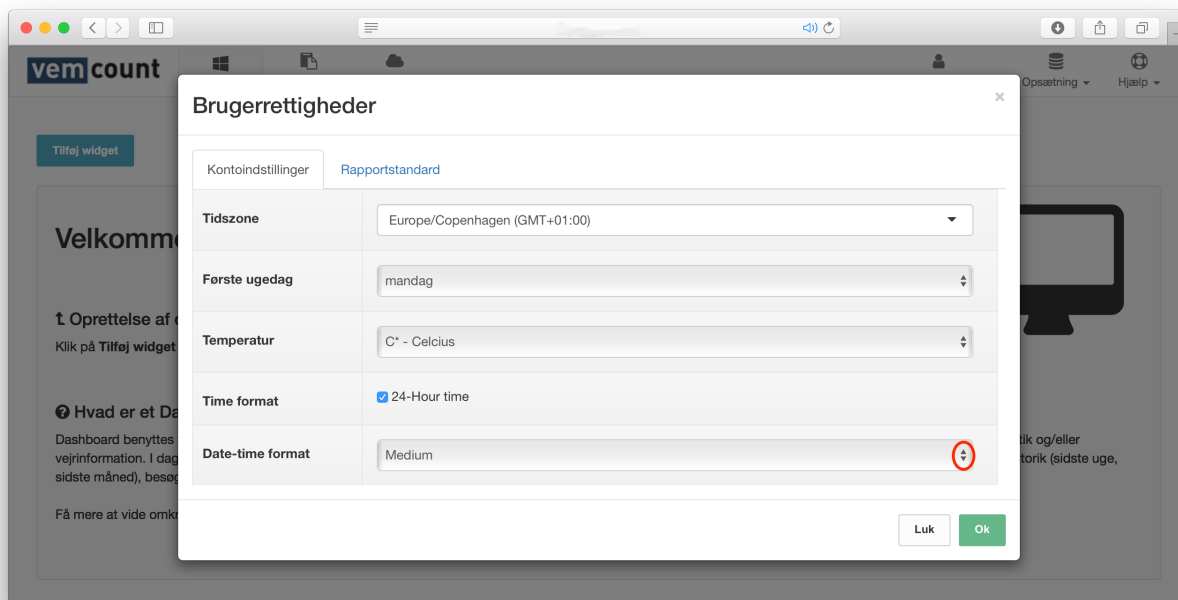 vemcount
Opsætning
Hjælp
Brugerrettigheder
×
Tilføj widget
Kontoindstillinger
Rapportstandard
Tidszone
Europe/Copenhagen (GMT+01:00)
Velkomm
Første ugedag
mandag
Oprettelse af
Temperatur
C* - Celcius
Klik på Tilføj widget
Time format
24-Hour time
Hvad er et Da
Dashboard benyttes
tik og/eller
Date-time format
Medium
vejrinformation. I dag
torik (sidste uge,
sidste måned), besøg
Få mere at vide omkr
Luk
Ok